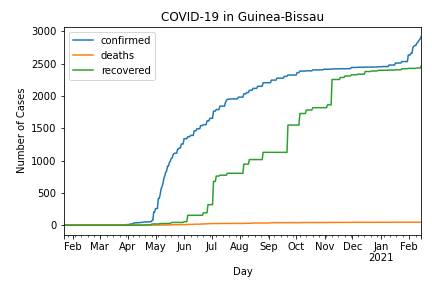 COVID-19 in Guinea-Bissau
3000
2500
2000
1500
1000
500
0
Number of Cases
confirmed
deaths
recovered
Feb Mar Apr May Jun Jul Aug Sep Oct Nov Dec Jan Feb
2021
Day